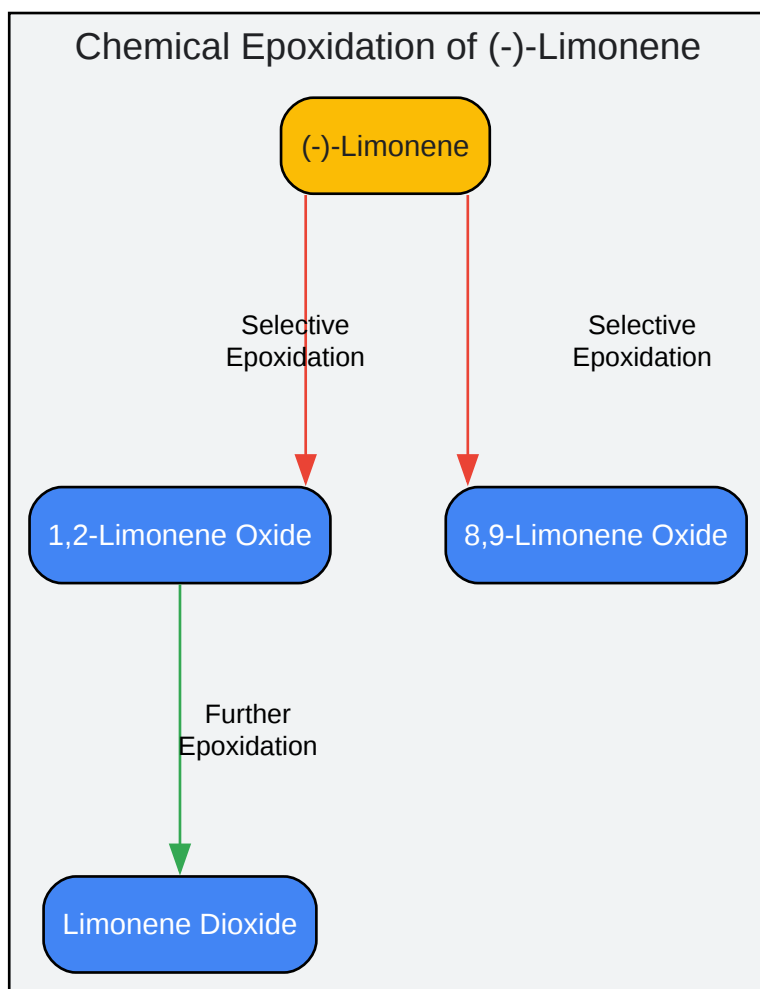 Chemical Epoxidation of (-)-Limonene
(-)-Limonene
Selective
Epoxidation
Selective
Epoxidation
1,2-Limonene Oxide
8,9-Limonene Oxide
Further
Epoxidation
Limonene Dioxide